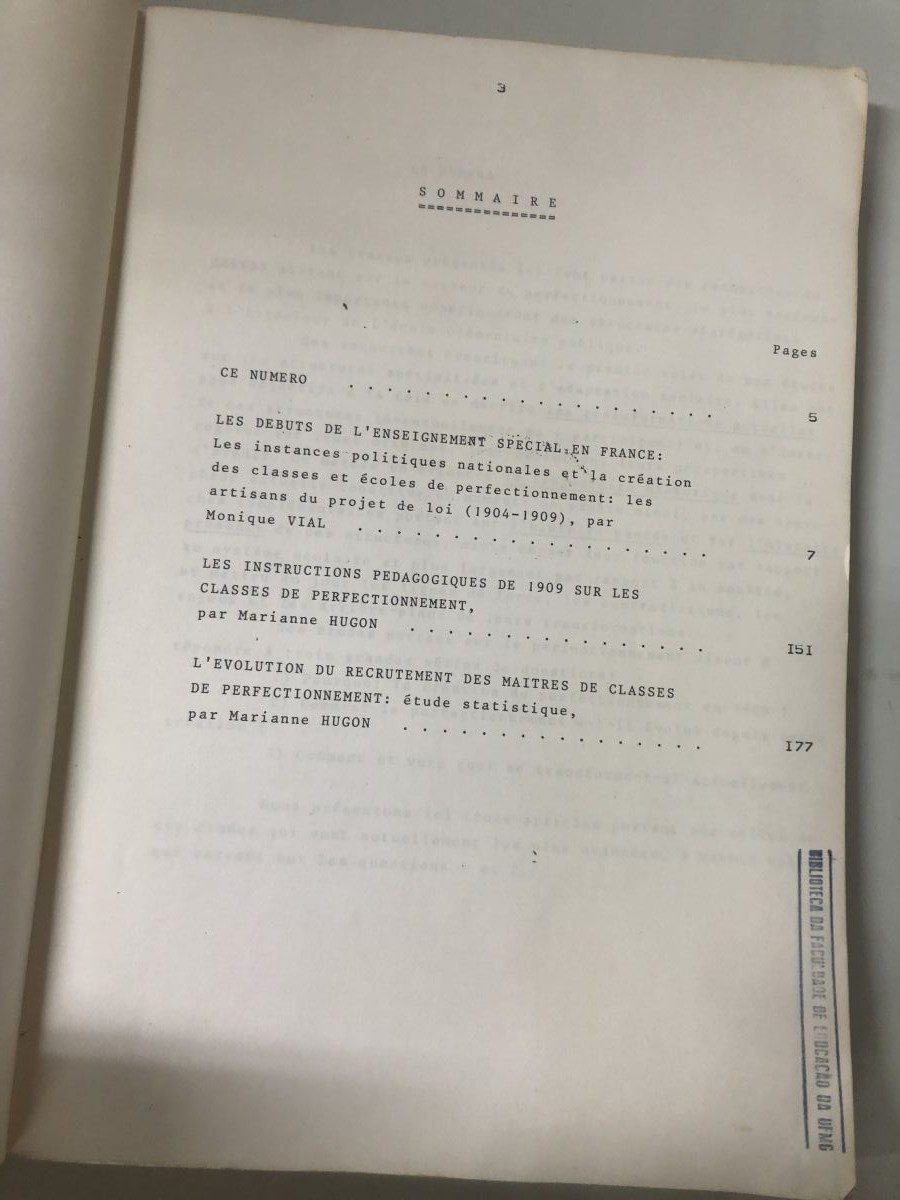 3
S O M M A I R E
===============
Pages
CE NUMERO . . . . . . . . . . . . . . . . . . . 5
LES DEBUTS DE L'ENSEIGNEMENT SPECIAL EN FRANCE:
Les instances politiques nationales et la création
des classes et écoles de perfectionnement: les
artisans du projet de loi (1904-1909), par
Monique VIAL . . . . . . . . . . . . . . . . . . 7
LES INSTRUCTIONS PEDAGOGIQUES DE 1909 SUR LES
CLASSES DE PERFECTIONNEMENT,
par Marianne HUGON . . . . . . . . . . . . . . . 151
L'EVOLUTION DU RECRUTEMENT DES MAITRES DE CLASSES
DE PERFECTIONNEMENT: étude statistique,
par Marianne HUGON . . . . . . . . . . . . . . . 177
BIBLIOTECA DA FACULDADE DE EDUCAÇÃO DA UFMG